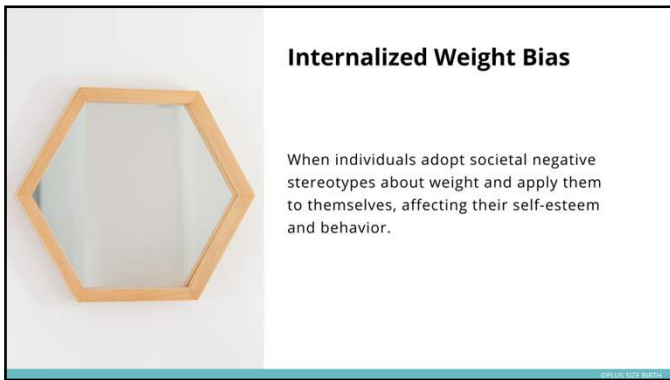 Internalized Weight Bias
When individuals adopt societal negative
stereotypes about weight and apply them
to themselves, affecting their self-esteem
and behavior.
©PLUS SIZE BIRTH